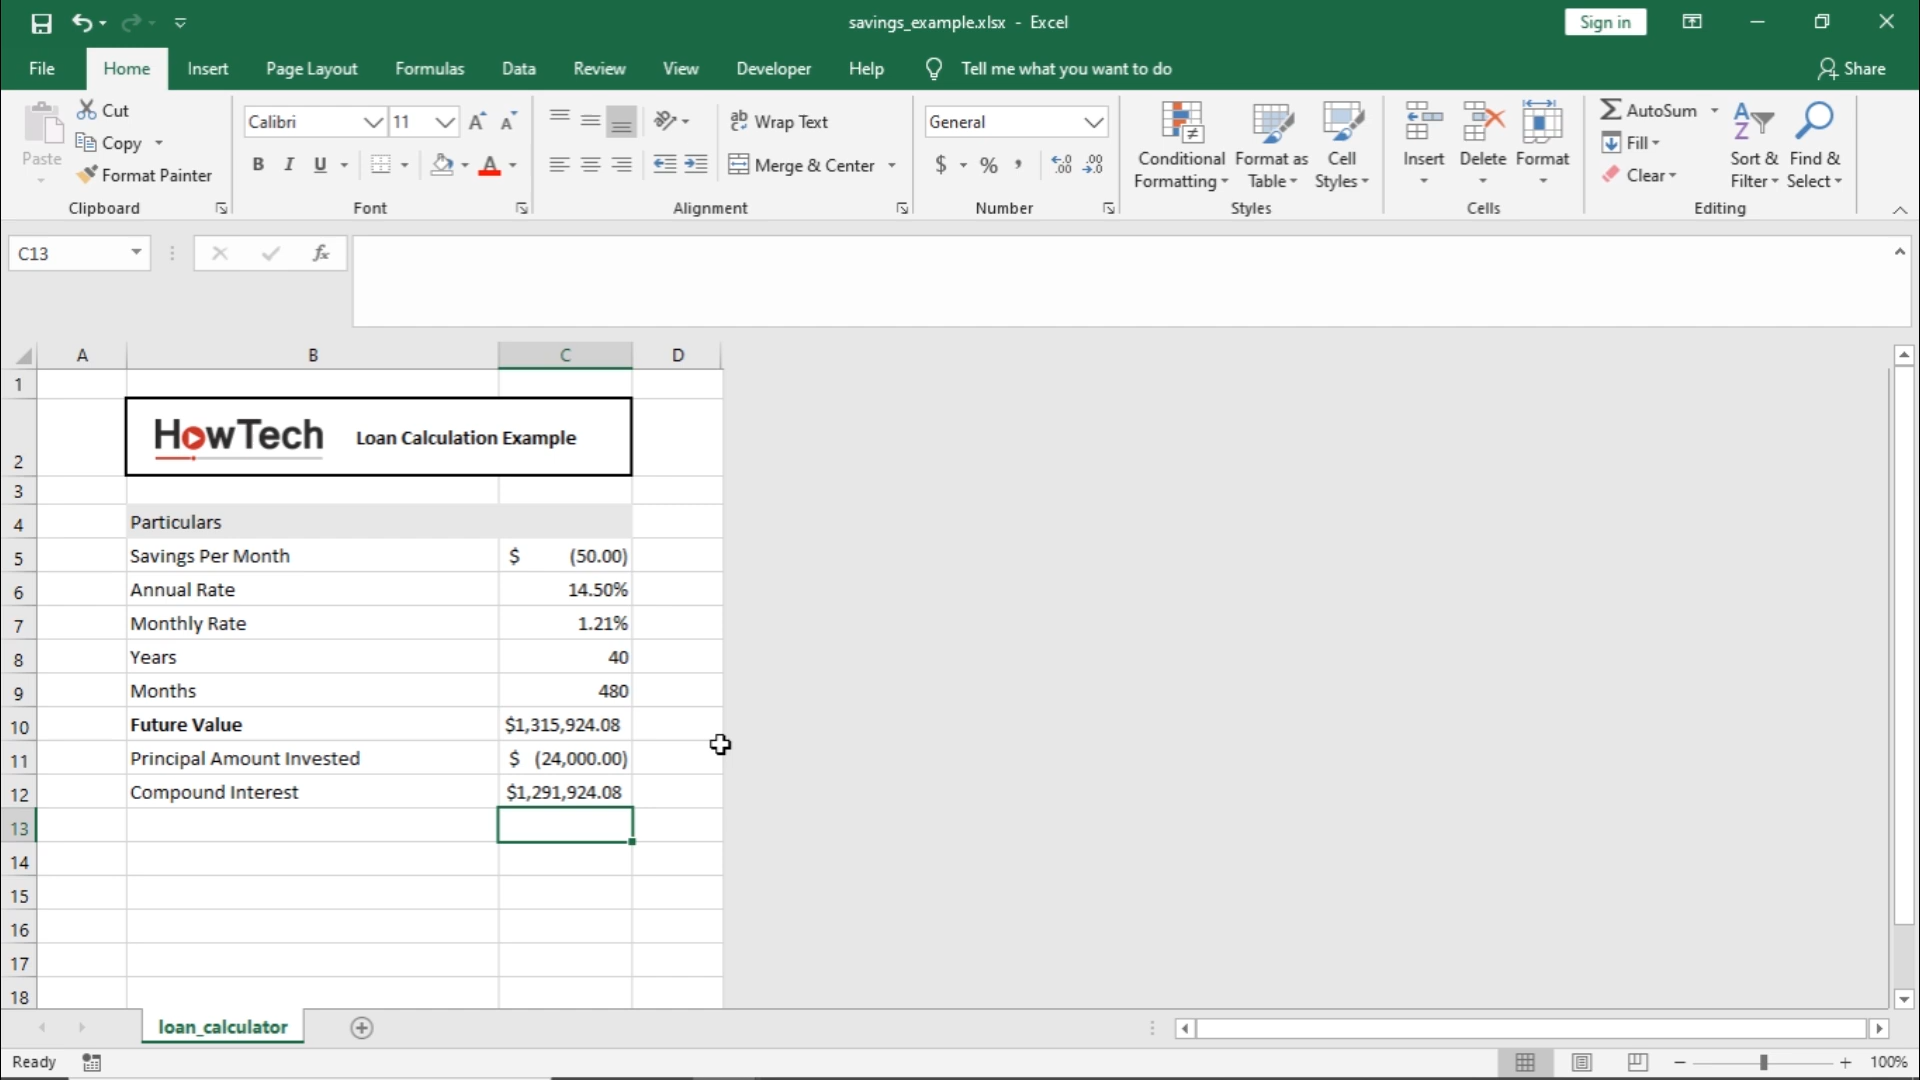 savings_example.xlsx - Excel
Sign in
File Home Insert Page Layout Formulas Data Review View Developer Help Tell me what you want to do Share
Paste
Cut
Copy
Format Painter
Clipboard
Calibri 11
B I U
Font
Wrap Text
Merge & Center
Alignment
General
$ % ,
Number
Conditional Formatting
Format as Table
Cell Styles
Styles
Insert Delete Format
Cells
AutoSum
Fill
Clear
Sort & Filter
Find & Select
Editing
C13 fx
A B C D
1
2 HowTech Loan Calculation Example
3
4 Particulars
5 Savings Per Month $ (50.00)
6 Annual Rate 14.50%
7 Monthly Rate 1.21%
8 Years 40
9 Months 480
10 Future Value $1,315,924.08
11 Principal Amount Invested $ (24,000.00)
12 Compound Interest $1,291,924.08
13
14
15
16
17
18
loan_calculator
Ready 100%